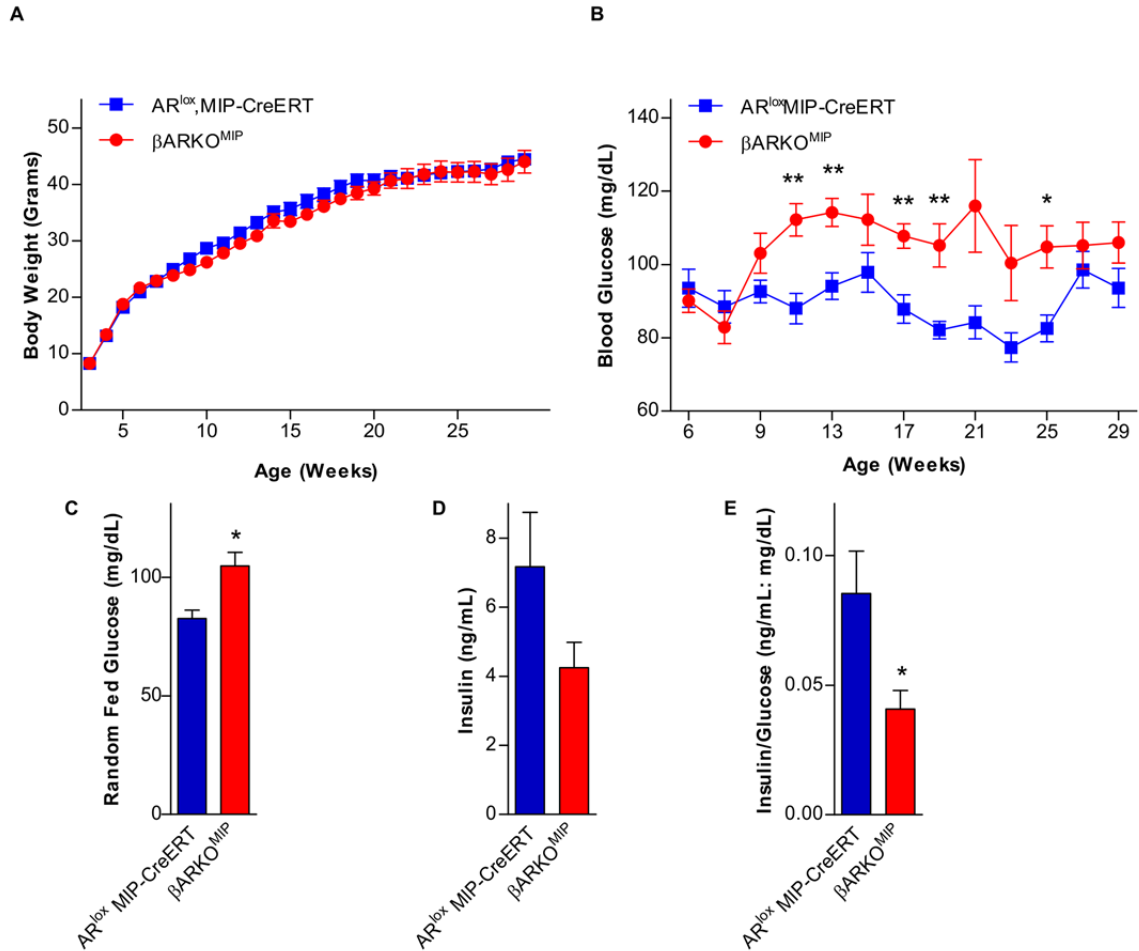 A
AR^lox,MIP-CreERT
βARKO^MIP
Body Weight (Grams)
50
40
30
20
10
0
5 10 15 20 25
Age (Weeks)
B
AR^loxMIP-CreERT
βARKO^MIP
Blood Glucose (mg/dL)
140
120
100
80
60
** ** ** ** *
6 9 13 17 21 25 29
Age (Weeks)
C
Random Fed Glucose (mg/dL)
100
50
0
*
AR^lox MIP-CreERT
βARKO^MIP
D
Insulin (ng/mL)
8
6
4
2
0
AR^lox MIP-CreERT
βARKO^MIP
E
Insulin/Glucose (ng/mL: mg/dL)
0.10
0.05
0.00
*
AR^lox MIP-CreERT
βARKO^MIP